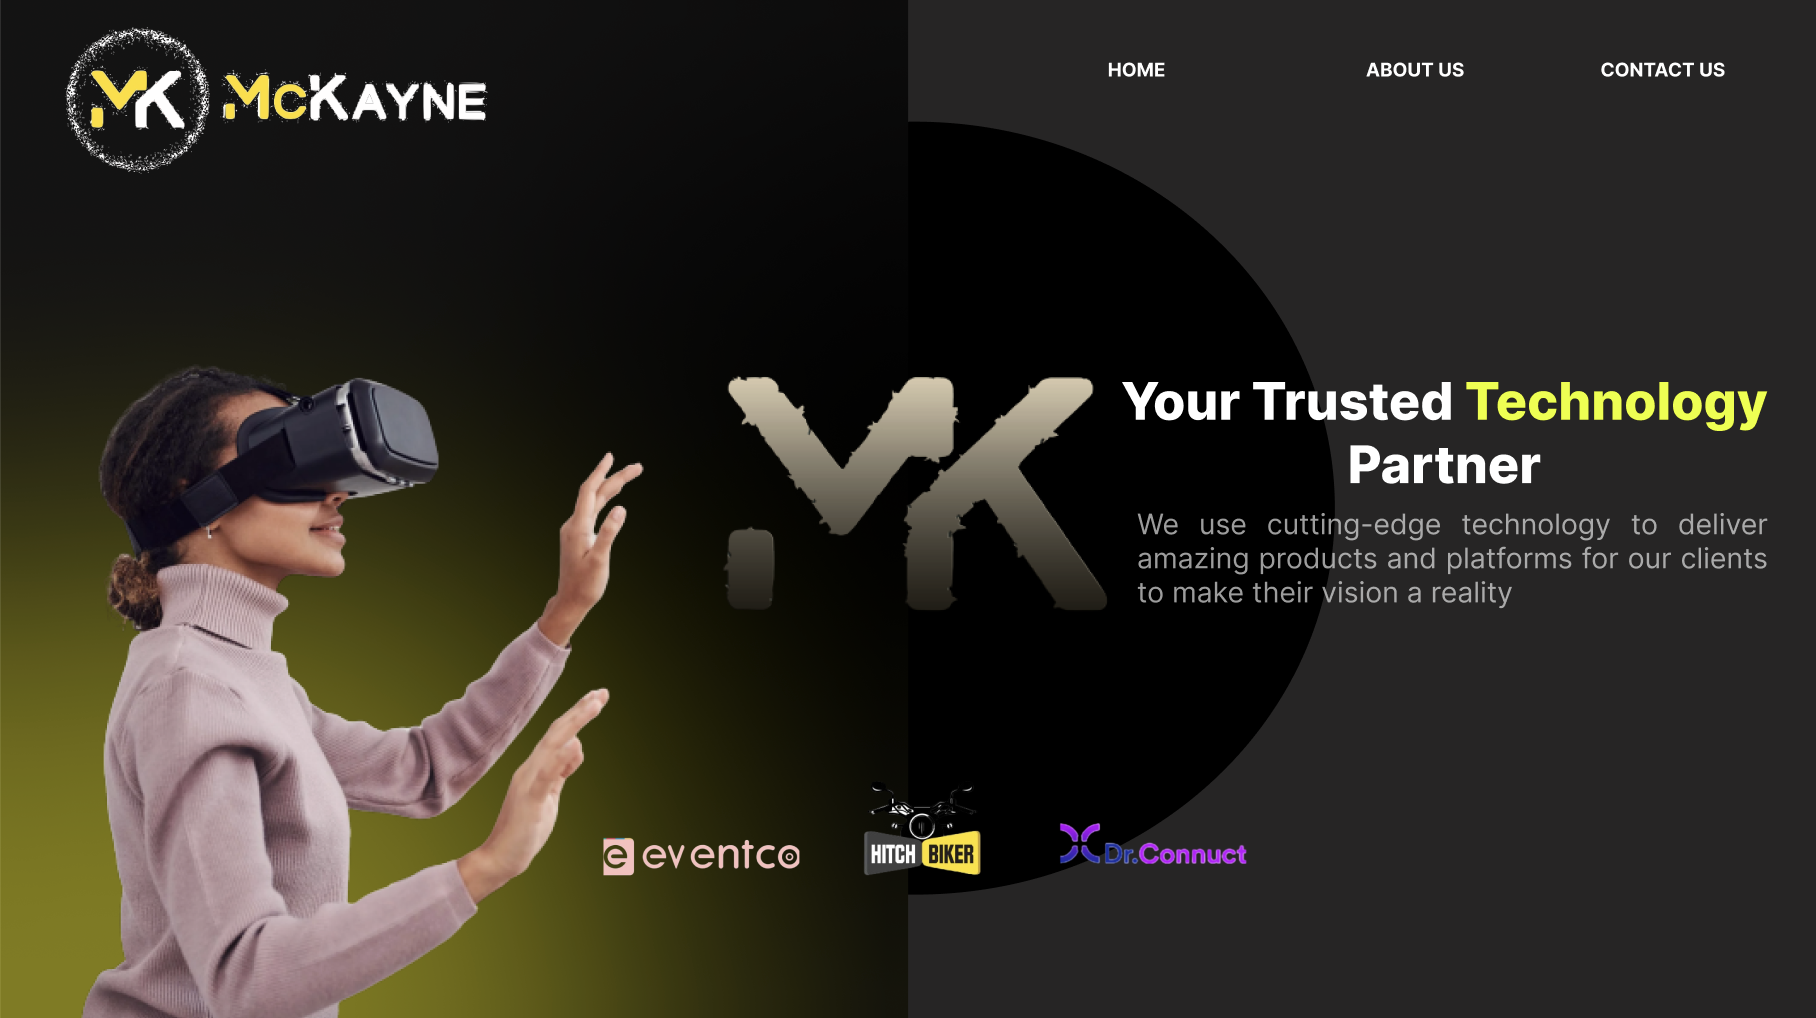 MK McKAYNE
HOME ABOUT US CONTACT US
MK
Your Trusted Technology
Partner
We use cutting-edge technology to deliver
amazing products and platforms for our clients
to make their vision a reality
e eventco
HITCH BIKER
Dr.Connuct